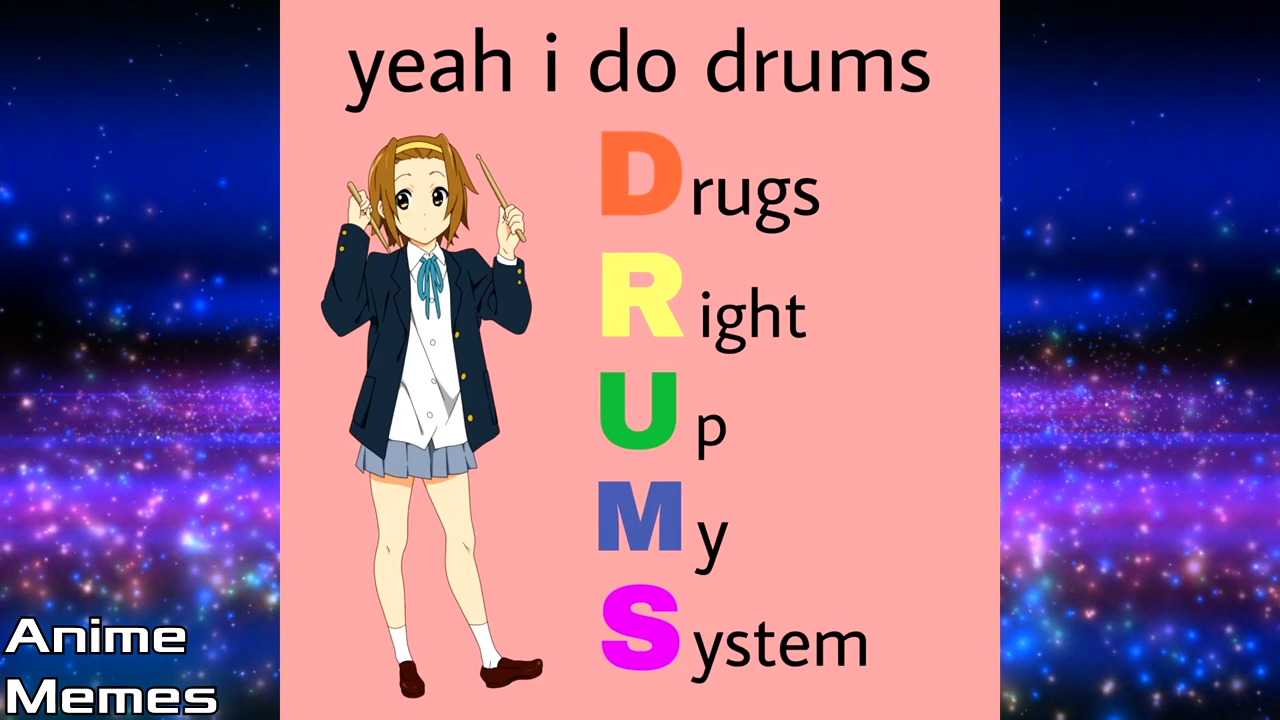 yeah i do drums
Drugs
Right
Up
My
System
Anime
Memes